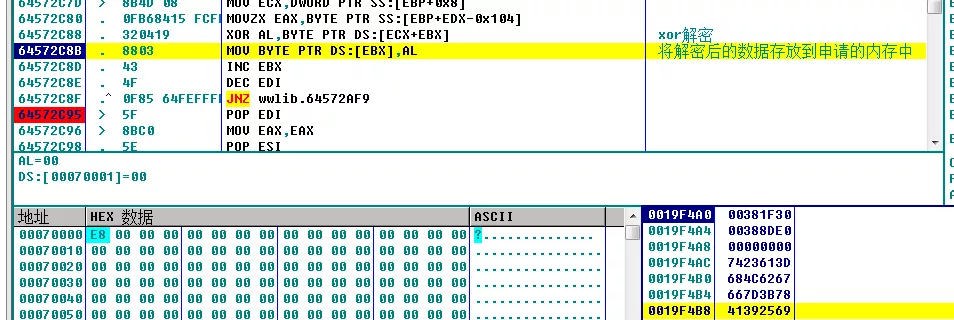 64572C7D > 8B4D 08 MOV ECX,DWORD PTR SS:[EBP+0x8]
64572C80 . 0FB68415 FCFI MOVZX EAX,BYTE PTR SS:[EBP+EDX-0x104]
64572C88 . 320419 XOR AL,BYTE PTR DS:[ECX+EBX] xor解密
64572C8B . 8803 MOV BYTE PTR DS:[EBX],AL 将解密后的数据存放到申请的内存中
64572C8D . 43 INC EBX
64572C8E . 4F DEC EDI
64572C8F .^ 0F85 64FEFFFI JNZ wwlib.64572AF9
64572C95 > 5F POP EDI
64572C96 > 8BC0 MOV EAX,EAX
64572C98 . 5E POP ESI
AL=00
DS:[00070001]=00
地址 HEX 数据 ASCII
00070000 E8 00 00 00 00 00 00 00 00 00 00 00 00 00 00 00 ?...............
00070010 00 00 00 00 00 00 00 00 00 00 00 00 00 00 00 00 ................
00070020 00 00 00 00 00 00 00 00 00 00 00 00 00 00 00 00 ................
00070030 00 00 00 00 00 00 00 00 00 00 00 00 00 00 00 00 ................
00070040 00 00 00 00 00 00 00 00 00 00 00 00 00 00 00 00 ................
00070050 00 00 00 00 00 00 00 00 00 00 00 00 00 00 00 00 ................
0019F4A0 00381F30
0019F4A4 00388DE0
0019F4A8 00000000
0019F4AC 7423613D
0019F4B0 684C6267
0019F4B4 667D3B78
0019F4B8 41392569